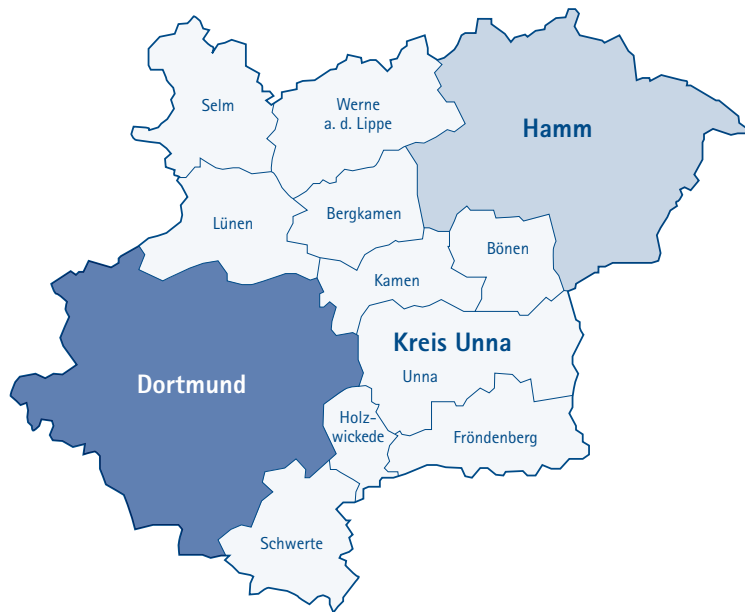 Selm
Werne
a. d. Lippe
Hamm
Lünen
Bergkamen
Bönen
Kamen
Kreis Unna
Unna
Dortmund
Holz-
wickede
Fröndenberg
Schwerte